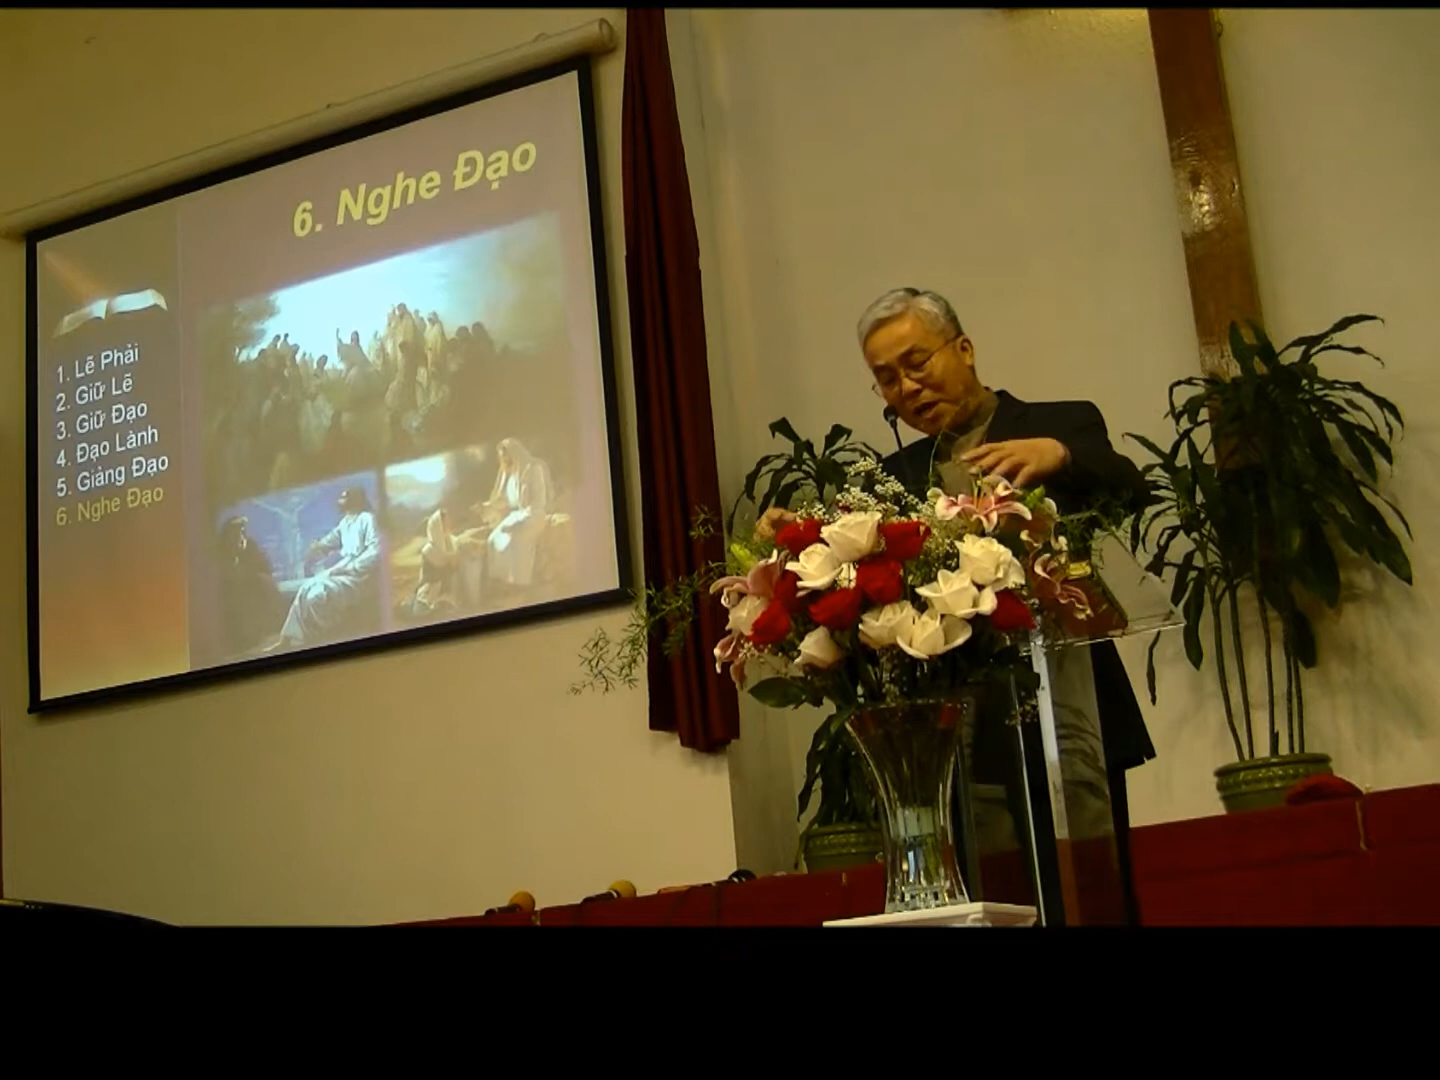 6. Nghe Đạo
1. Lẽ Phải
2. Giữ Lẽ
3. Giữ Đạo
4. Đạo Lành
5. Giảng Đạo
6. Nghe Đạo